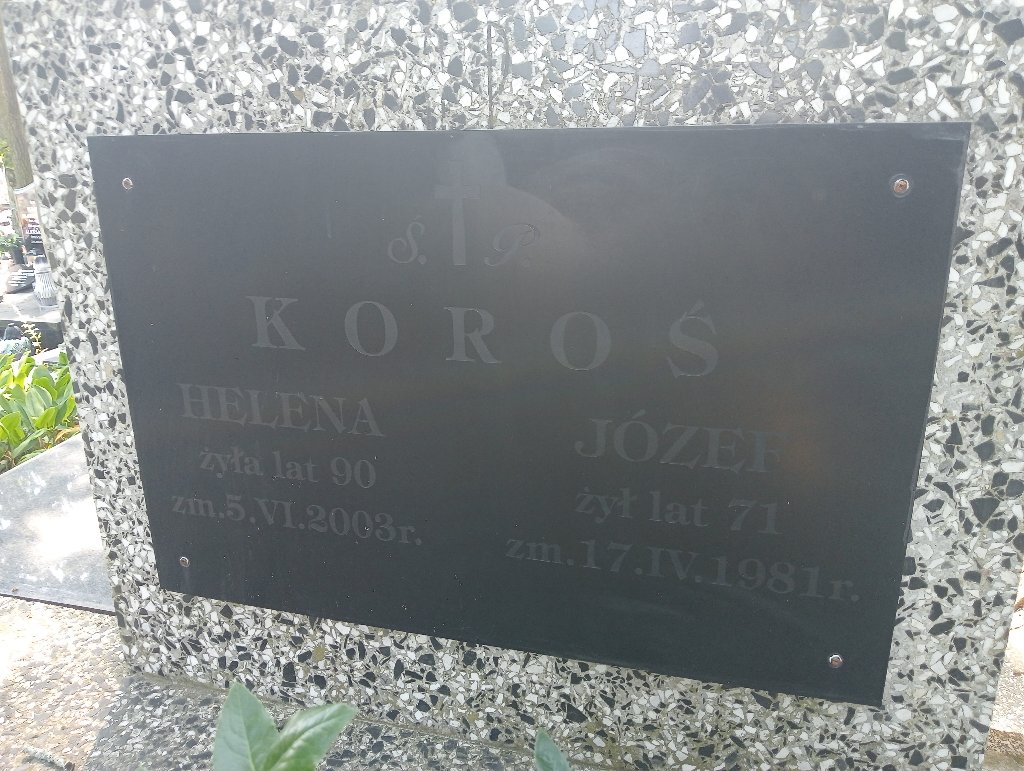 Ś. P.
KOROŚ
HELENA
żyła lat 90
zm.5.VI.2003r.
JÓZEF
żył lat 71
zm.17.IV.1981r.